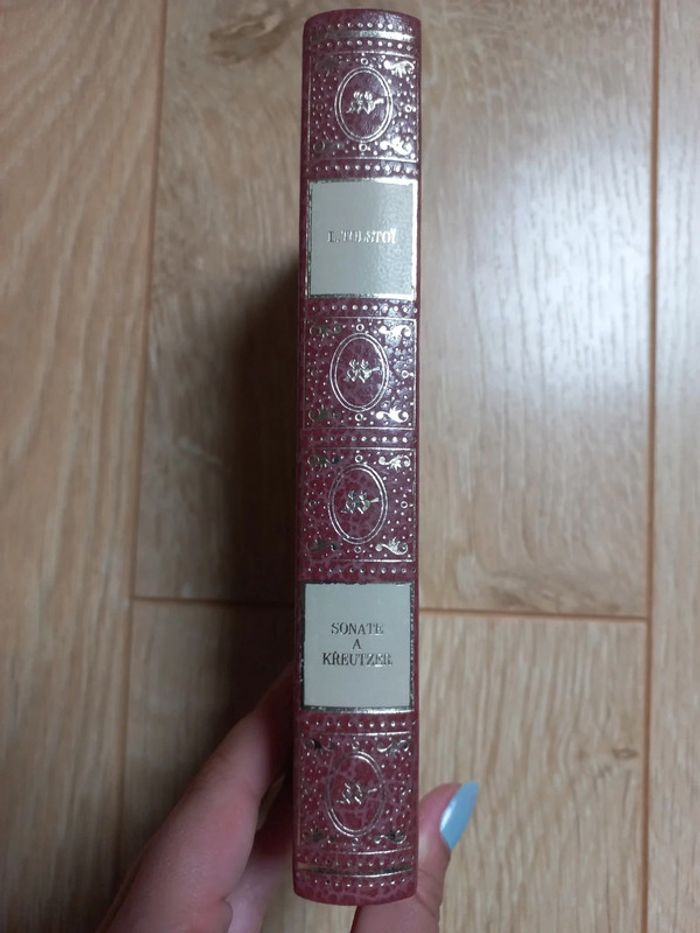 L. TOLSTOÏ
SONATE
A
KREUTZER